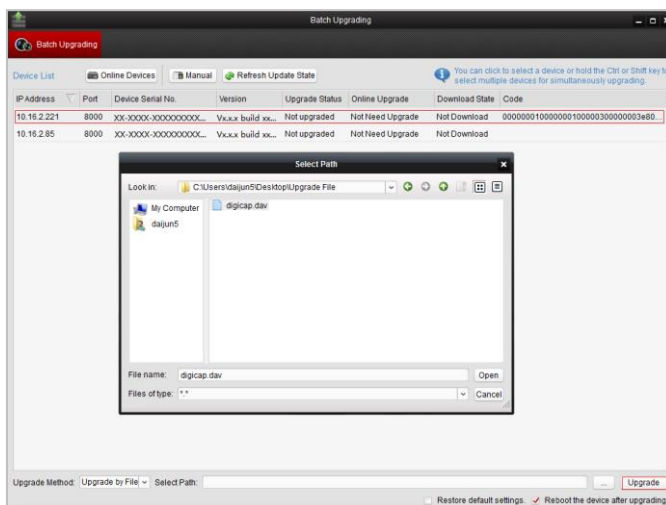 Batch Upgrading
Batch Upgrading
Device List Online Devices Manual Refresh Update State You can click to select a device or hold the Ctrl or Shift key to
select multiple devices for simultaneously upgrading.
IP Address Port Device Serial No. Version Upgrade Status Online Upgrade Download State Code
10.16.2.221 8000 XX-XXXX-XXXXXXXXX... Vx.x.x build xx... Not upgraded Not Need Upgrade Not Download
10.16.2.85 8000 XX-XXXX-XXXXXXXXX... Vx.x.x build xx... Not upgraded Not Need Upgrade Not Download
Select Path
Look in: C:\Users\daijun5\Desktop\Upgrade File
My Computer digicap.dav
daijun5
File name: digicap.dav Open
Files of type: *.* Cancel
Upgrade Method: Upgrade by File Select Path: ... Upgrade
Restore default settings. Reboot the device after upgrading